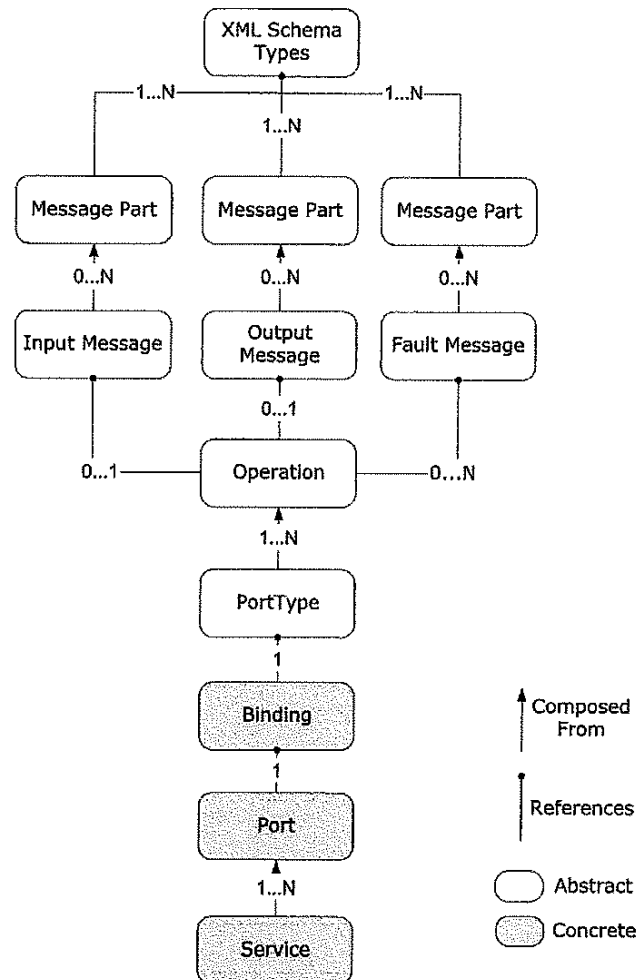 XML Schema
Types
1...N
1...N
1...N
Message Part
Message Part
Message Part
0...N
0...N
0...N
Input Message
Output
Message
Fault Message
0...1
0...1
Operation
0...N
1...N
PortType
1
Binding
1
Port
1...N
Service
Composed
From
References
Abstract
Concrete